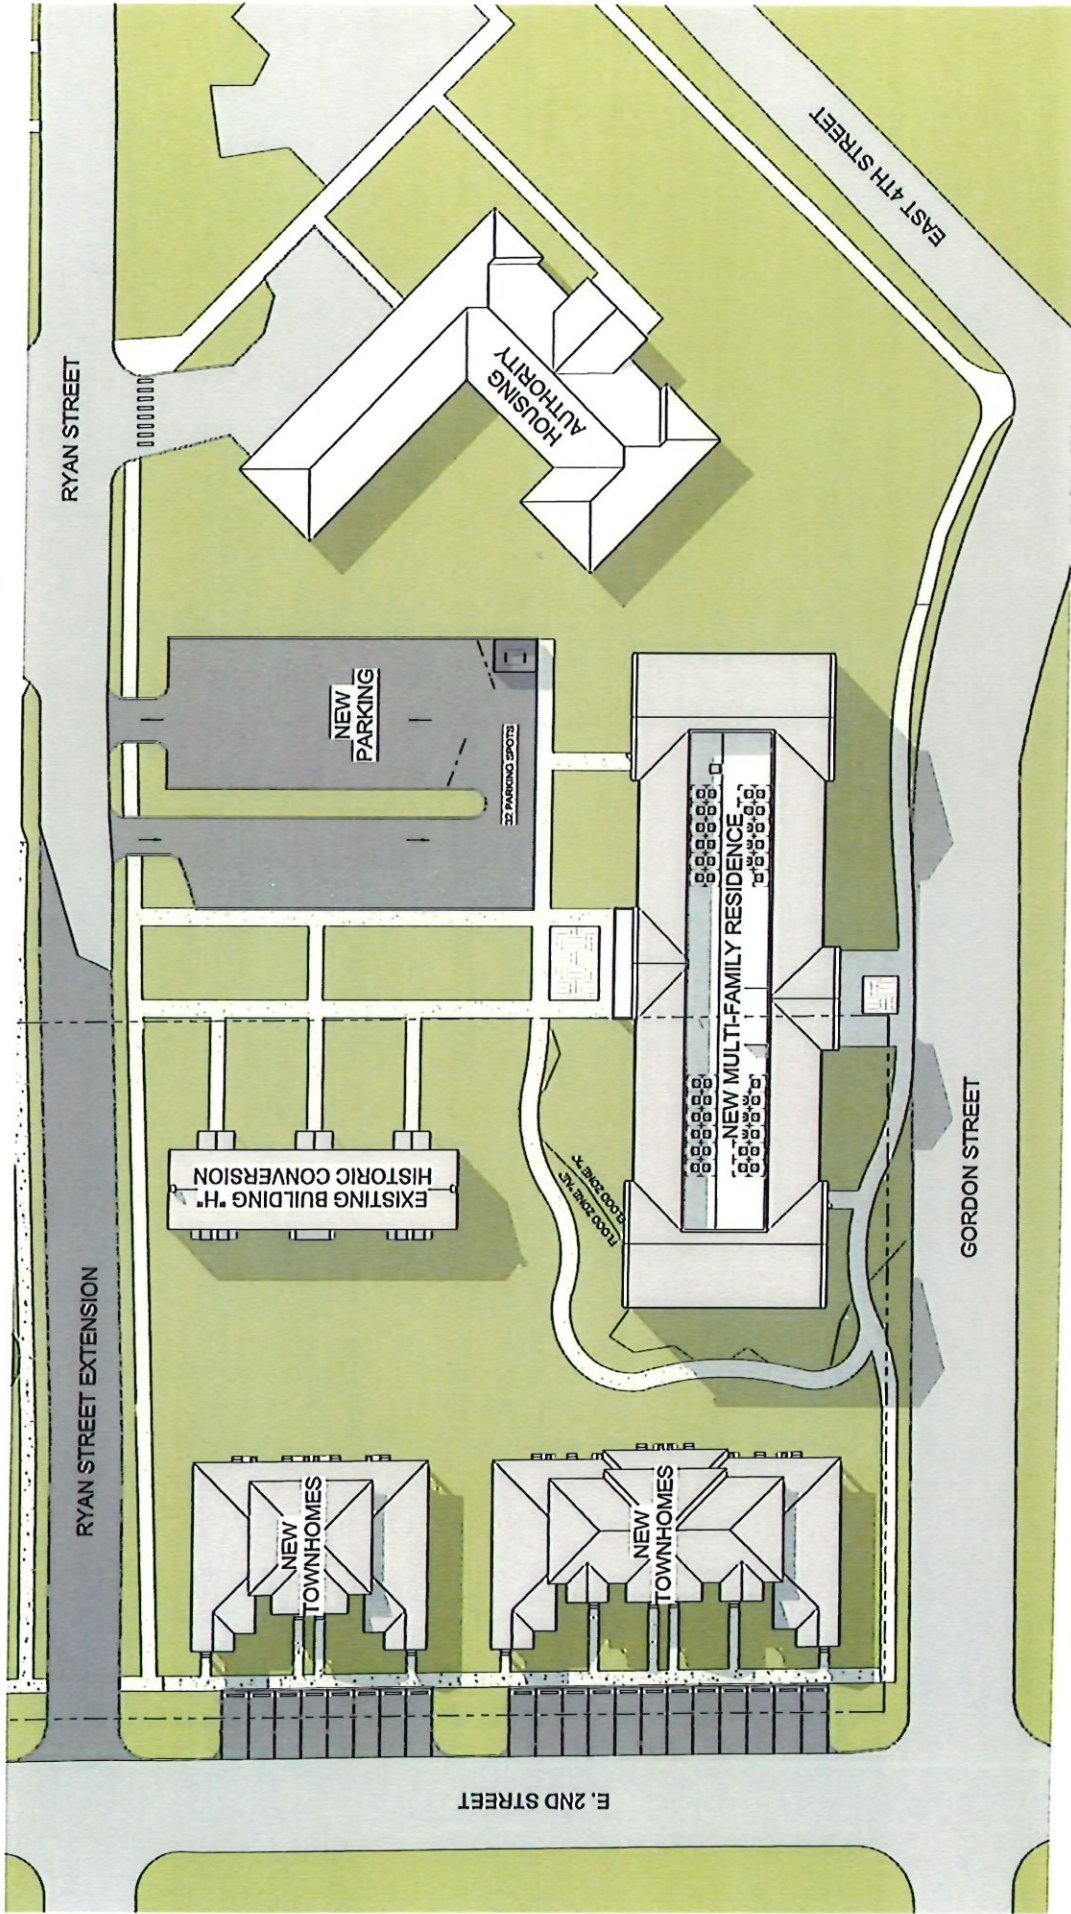 RYAN STREET
EAST 4TH STREET
HOUSING
AUTHORITY
NEW
PARKING
32 PARKING SPOTS
NEW MULTI-FAMILY RESIDENCE
EXISTING BUILDING "H"
HISTORIC CONVERSION
FLOOD ZONE "AE"
FLOOD ZONE "X"
GORDON STREET
RYAN STREET EXTENSION
NEW
TOWNHOMES
NEW
TOWNHOMES
E. 2ND STREET